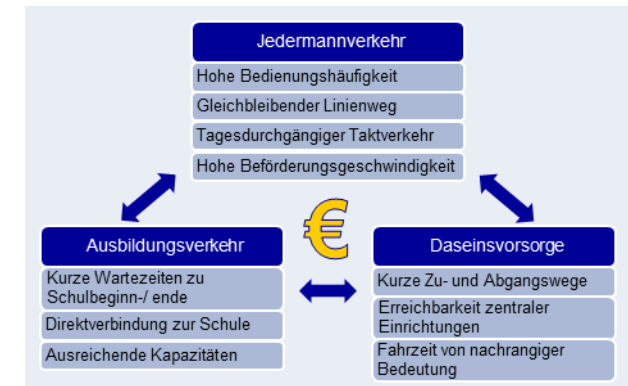 Jedermannverkehr
Hohe Bedienungshäufigkeit
Gleichbleibender Linienweg
Tagesdurchgängiger Taktverkehr
Hohe Beförderungsgeschwindigkeit
€
Ausbildungsverkehr
Kurze Wartezeiten zu
Schulbeginn-/ ende
Direktverbindung zur Schule
Ausreichende Kapazitäten
Daseinsvorsorge
Kurze Zu- und Abgangswege
Erreichbarkeit zentraler
Einrichtungen
Fahrzeit von nachrangiger
Bedeutung